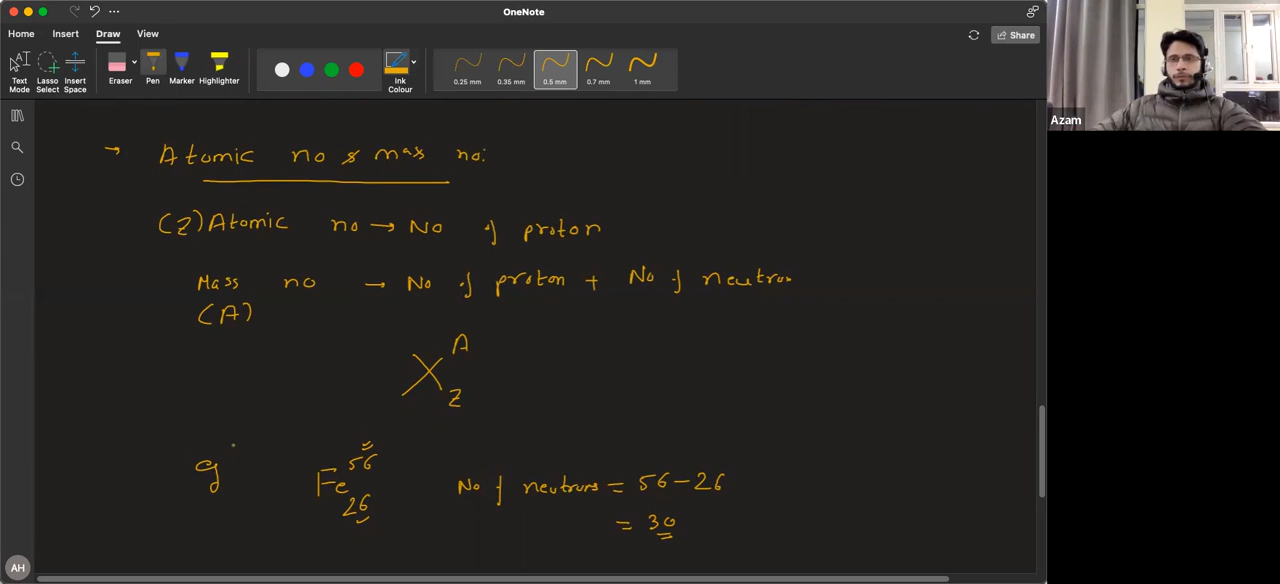 OneNote
Home Insert Draw View
Share
Text Mode
Lasso Select
Insert Space
Eraser
Pen
Marker
Highlighter
Ink Colour
0.25 mm 0.35 mm 0.5 mm 0.7 mm 1 mm
Azam
→ Atomic no & mass no:
(Z) Atomic no → No of proton
Mass no → No of proton + No of neutron
(A)
X A
Z
eg Fe 56
26
No of neutrons = 56 - 26
= 30
AH